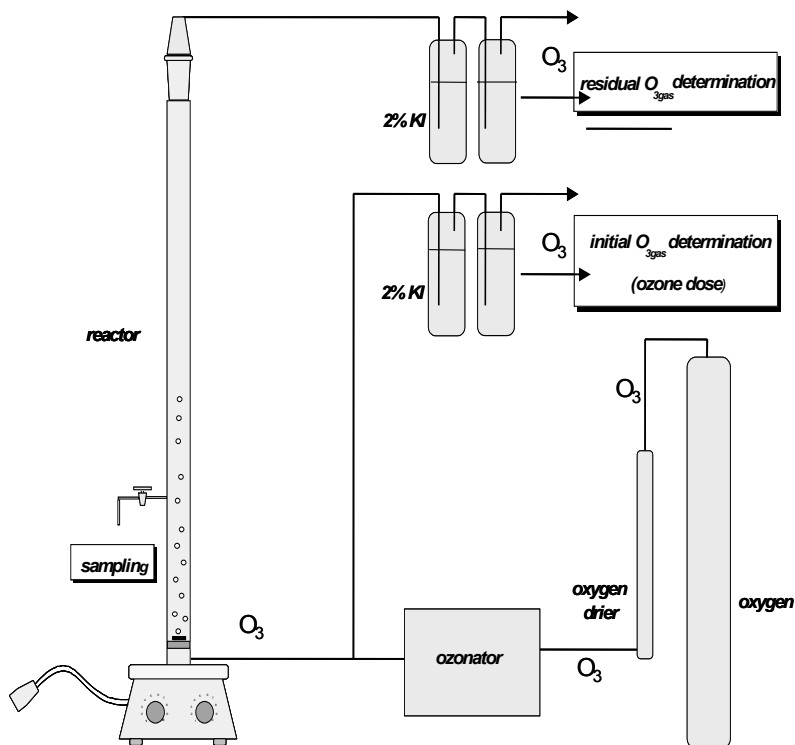 O3
residual O3gas determination
2% KI
O3
initial O3gas determination
(ozone dose)
2% KI
reactor
O3
sampling
oxygen
drier
oxygen
O3
ozonator
O3